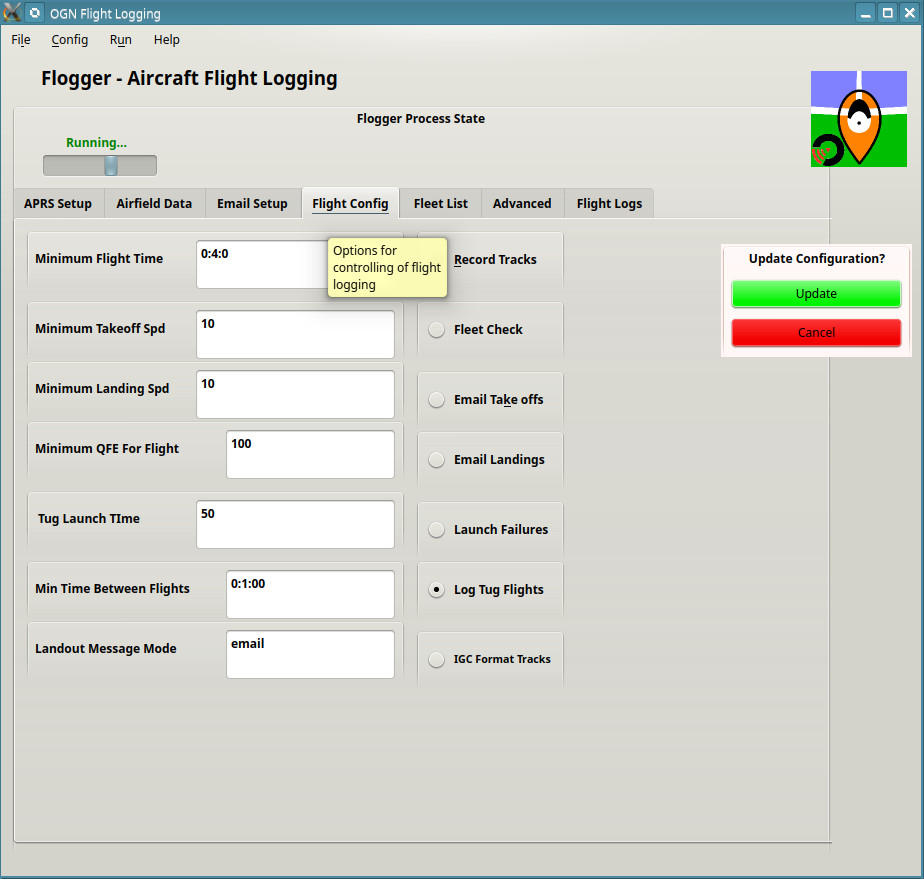 OGN Flight Logging
File Config Run Help
Flogger - Aircraft Flight Logging
Flogger Process State
Running...
APRS Setup Airfield Data Email Setup Flight Config Fleet List Advanced Flight Logs
Minimum Flight Time 0:4:0
Options for
controlling of flight
logging
Record Tracks
Update Configuration?
Update
Cancel
Minimum Takeoff Spd 10 Fleet Check
Minimum Landing Spd 10 Email Take offs
Minimum QFE For Flight 100 Email Landings
Tug Launch TIme 50 Launch Failures
Min Time Between Flights 0:1:00 Log Tug Flights
Landout Message Mode email IGC Format Tracks